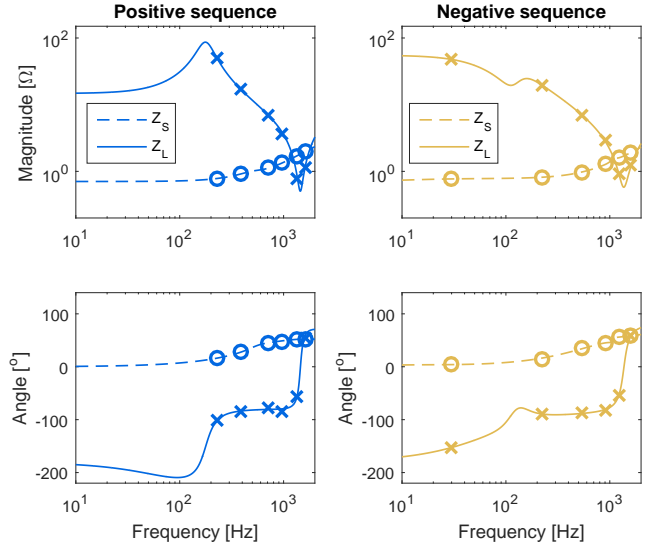 Positive sequence
Negative sequence
Magnitude [Ω]
10²
10⁰
Z_S
Z_L
10¹
10²
10³
10²
10⁰
Z_S
Z_L
10¹
10²
10³
Angle [°]
100
0
-100
-200
10¹
10²
10³
Frequency [Hz]
Angle [°]
100
0
-100
-200
10¹
10²
10³
Frequency [Hz]